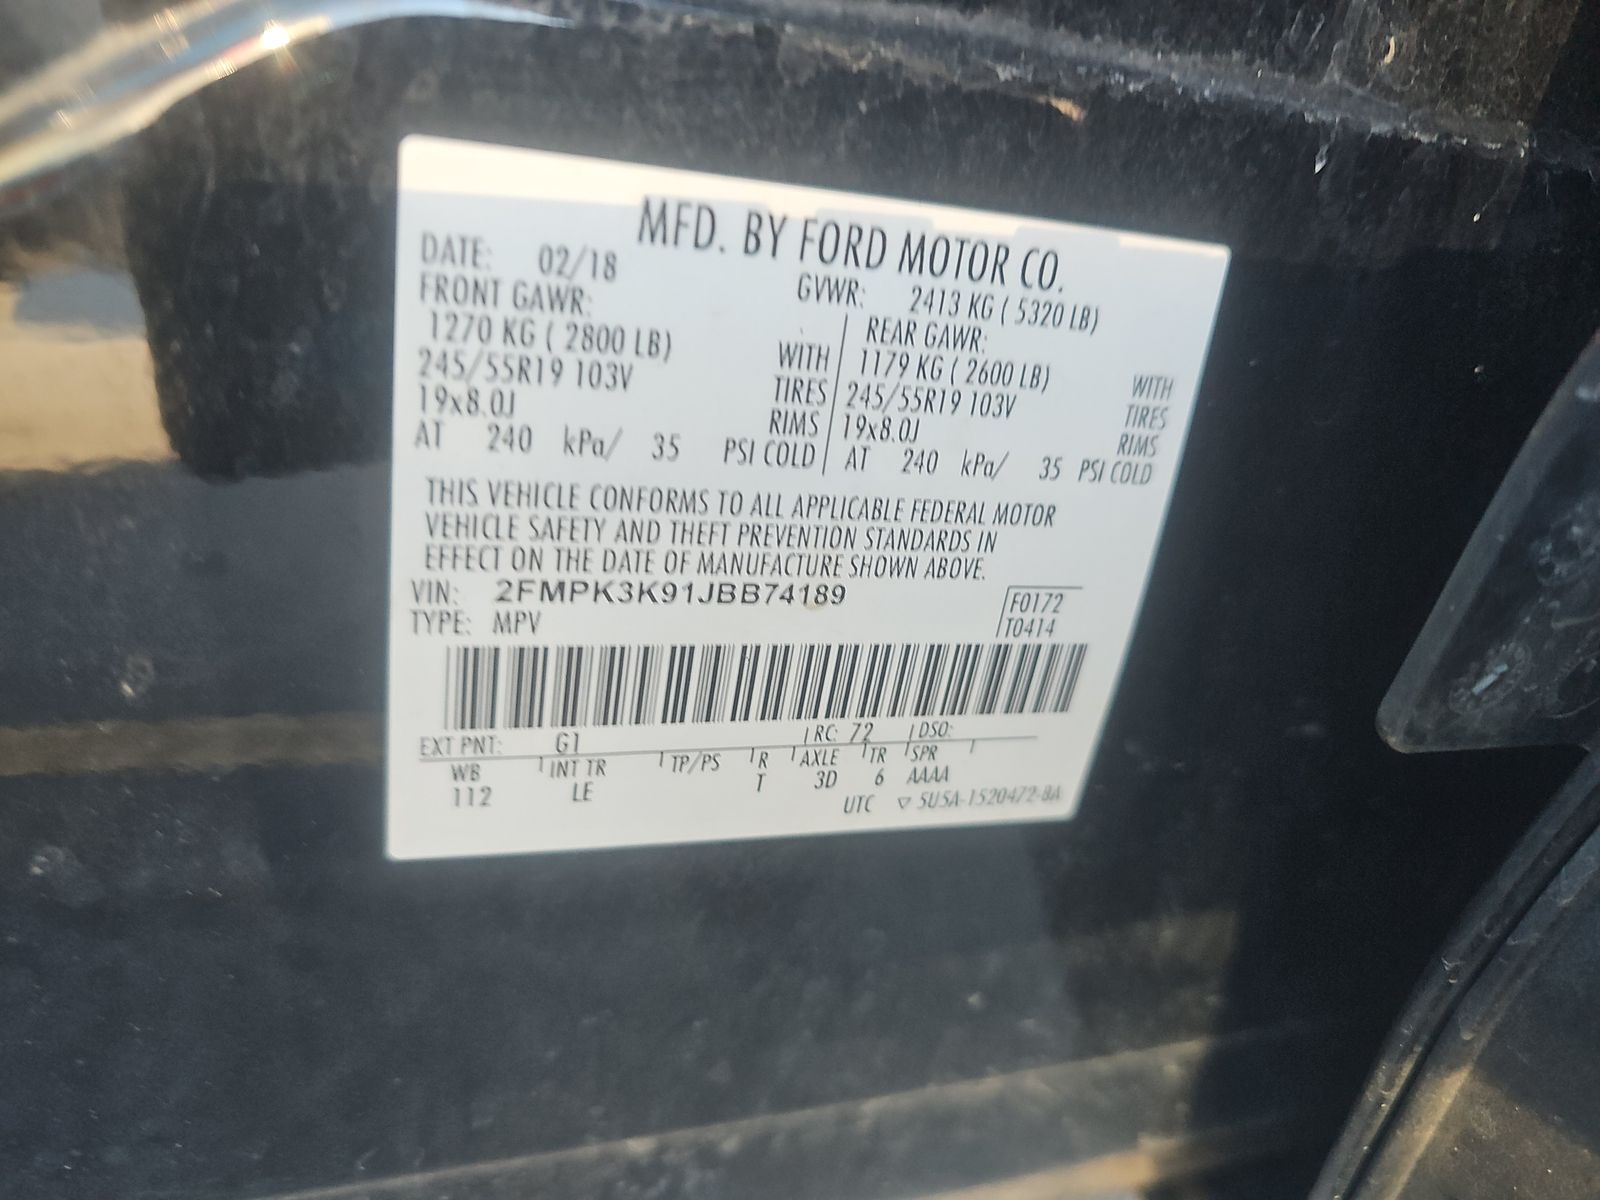 MFD. BY FORD MOTOR CO.
DATE: 02/18 GVWR: 2413 KG ( 5320 LB)
FRONT GAWR: REAR GAWR:
1270 KG ( 2800 LB) WITH 1179 KG ( 2600 LB) WITH
245/55R19 103V TIRES 245/55R19 103V TIRES
19x8.0J RIMS 19x8.0J RIMS
AT 240 kPa/ 35 PSI COLD AT 240 kPa/ 35 PSI COLD
THIS VEHICLE CONFORMS TO ALL APPLICABLE FEDERAL MOTOR
VEHICLE SAFETY AND THEFT PREVENTION STANDARDS IN
EFFECT ON THE DATE OF MANUFACTURE SHOWN ABOVE.
VIN: 2FMPK3K91JBB74189 F0172
TYPE: MPV T0414
EXT PNT: G1 RC: 72 DSO:
WB INT TR TP/PS R AXLE TR SPR
112 LE T 3D 6 AAAA
UTC ▽ 5U5A-1520472-BA